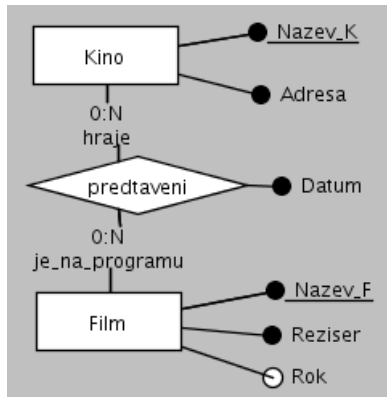 Nazev_K
Kino
Adresa
0:N
hraje
predtaveni
Datum
0:N
je_na_programu
Nazev_F
Film
Reziser
Rok